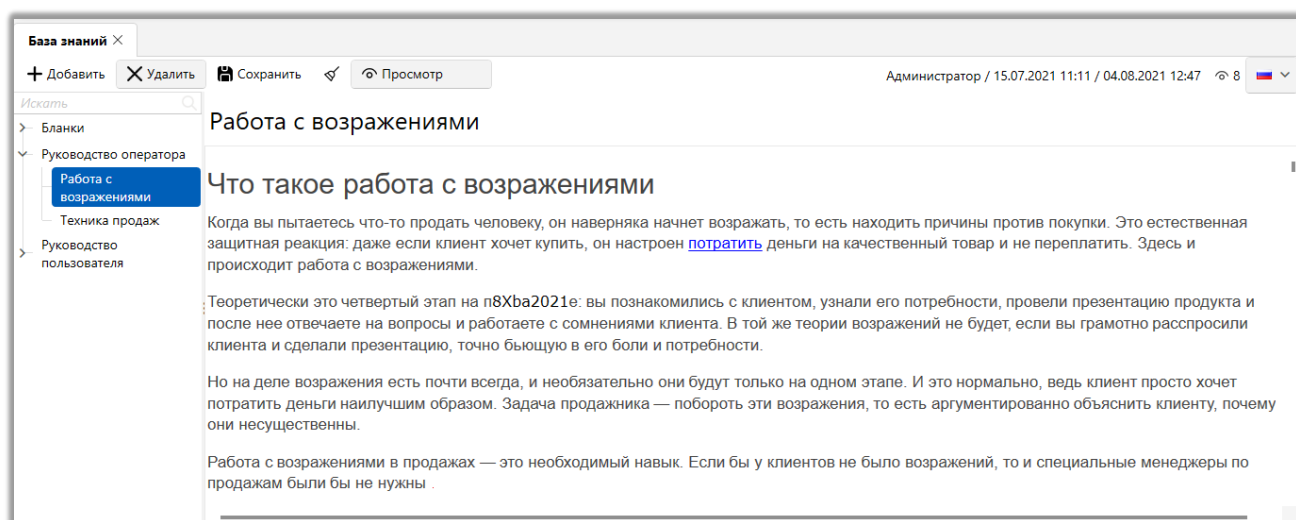 База знаний
Добавить Удалить Сохранить Просмотр Администратор / 15.07.2021 11:11 / 04.08.2021 12:47 8
Искать
Бланки
Руководство оператора
Работа с
возражениями
Техника продаж
Руководство
пользователя
Работа с возражениями
Что такое работа с возражениями
Когда вы пытаетесь что-то продать человеку, он наверняка начнет возражать, то есть находить причины против покупки. Это естественная
защитная реакция: даже если клиент хочет купить, он настроен потратить деньги на качественный товар и не переплатить. Здесь и
происходит работа с возражениями.
Теоретически это четвертый этап на п8Xba2021е: вы познакомились с клиентом, узнали его потребности, провели презентацию продукта и
после нее отвечаете на вопросы и работаете с сомнениями клиента. В той же теории возражений не будет, если вы грамотно расспросили
клиента и сделали презентацию, точно бьющую в его боли и потребности.
Но на деле возражения есть почти всегда, и необязательно они будут только на одном этапе. И это нормально, ведь клиент просто хочет
потратить деньги наилучшим образом. Задача продажника — побороть эти возражения, то есть аргументированно объяснить клиенту, почему
они несущественны.
Работа с возражениями в продажах — это необходимый навык. Если бы у клиентов не было возражений, то и специальные менеджеры по
продажам были бы не нужны .